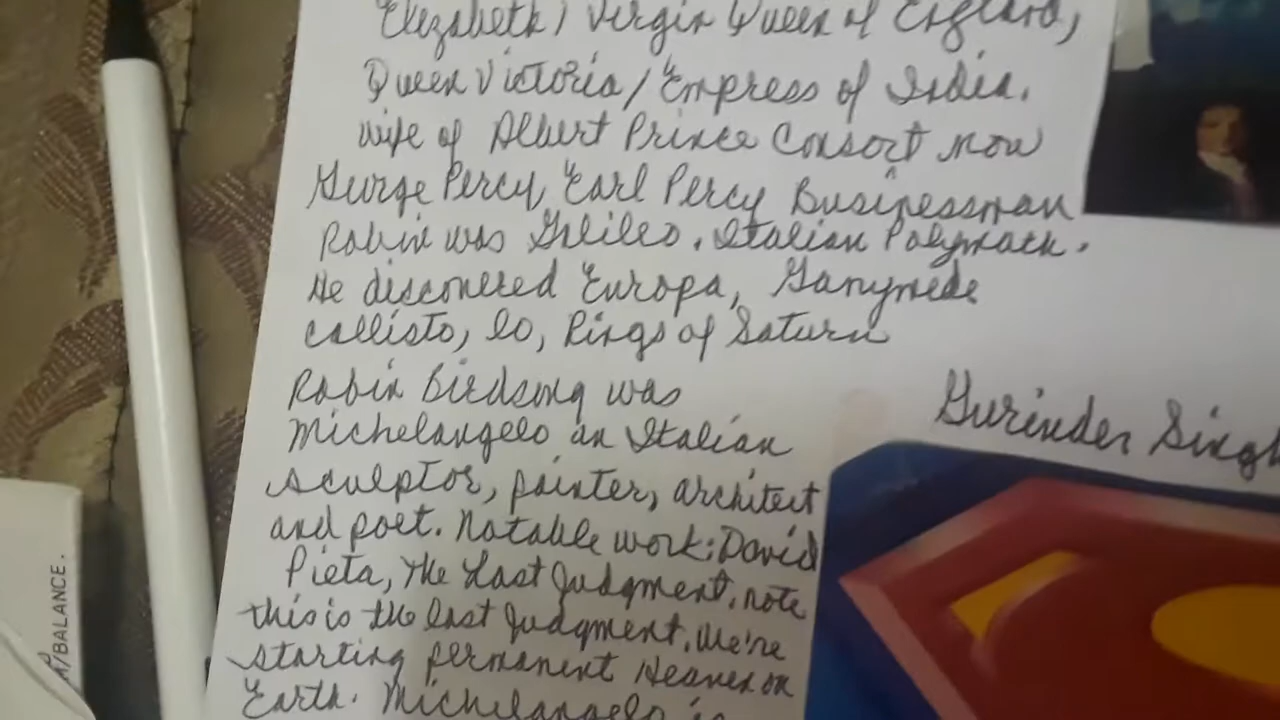 Elizabeth / Virgin Queen of England,
Queen Victoria / Empress of India.
wife of Albert Prince Consort now
George Percy, Earl Percy Businessman
Robin was Galileo. Italian Polymath.
He discovered Europa, Ganymede
Callisto, Io, Rings of Saturn
Robin Birdsong was
Michelangelo an Italian
sculptor, painter, architect
and poet. Notable work: David
Pieta, The Last Judgment. note
this is the last Judgment. We're
starting permanent Heaven on
Earth. Michelangelo is
Gurinder Singh
/BALANCE.